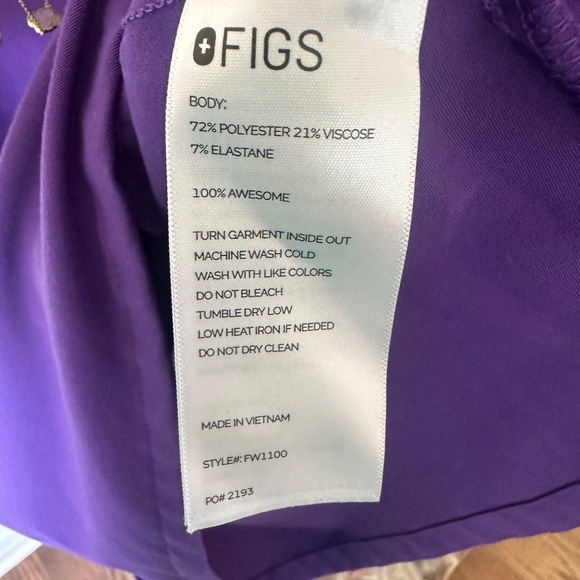 FIGS
BODY:
72% POLYESTER 21% VISCOSE
7% ELASTANE
100% AWESOME
TURN GARMENT INSIDE OUT
MACHINE WASH COLD
WASH WITH LIKE COLORS
DO NOT BLEACH
TUMBLE DRY LOW
LOW HEAT IRON IF NEEDED
DO NOT DRY CLEAN
MADE IN VIETNAM
STYLE#: FW1100
PO# 2193